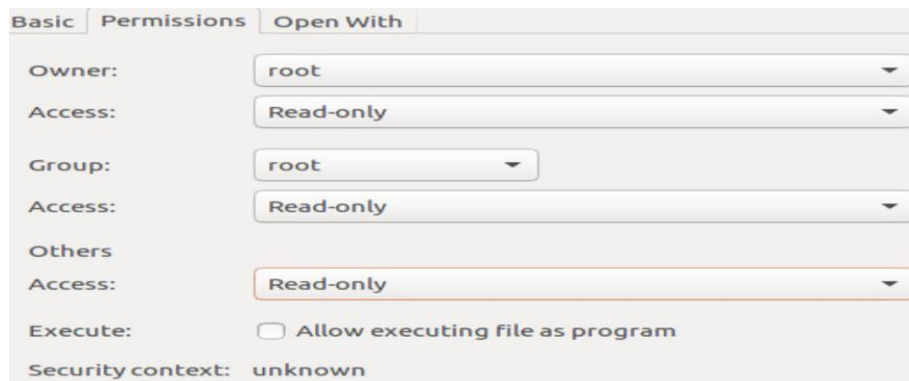 Basic Permissions Open With
Owner: root
Access: Read-only
Group: root
Access: Read-only
Others
Access: Read-only
Execute: Allow executing file as program
Security context: unknown